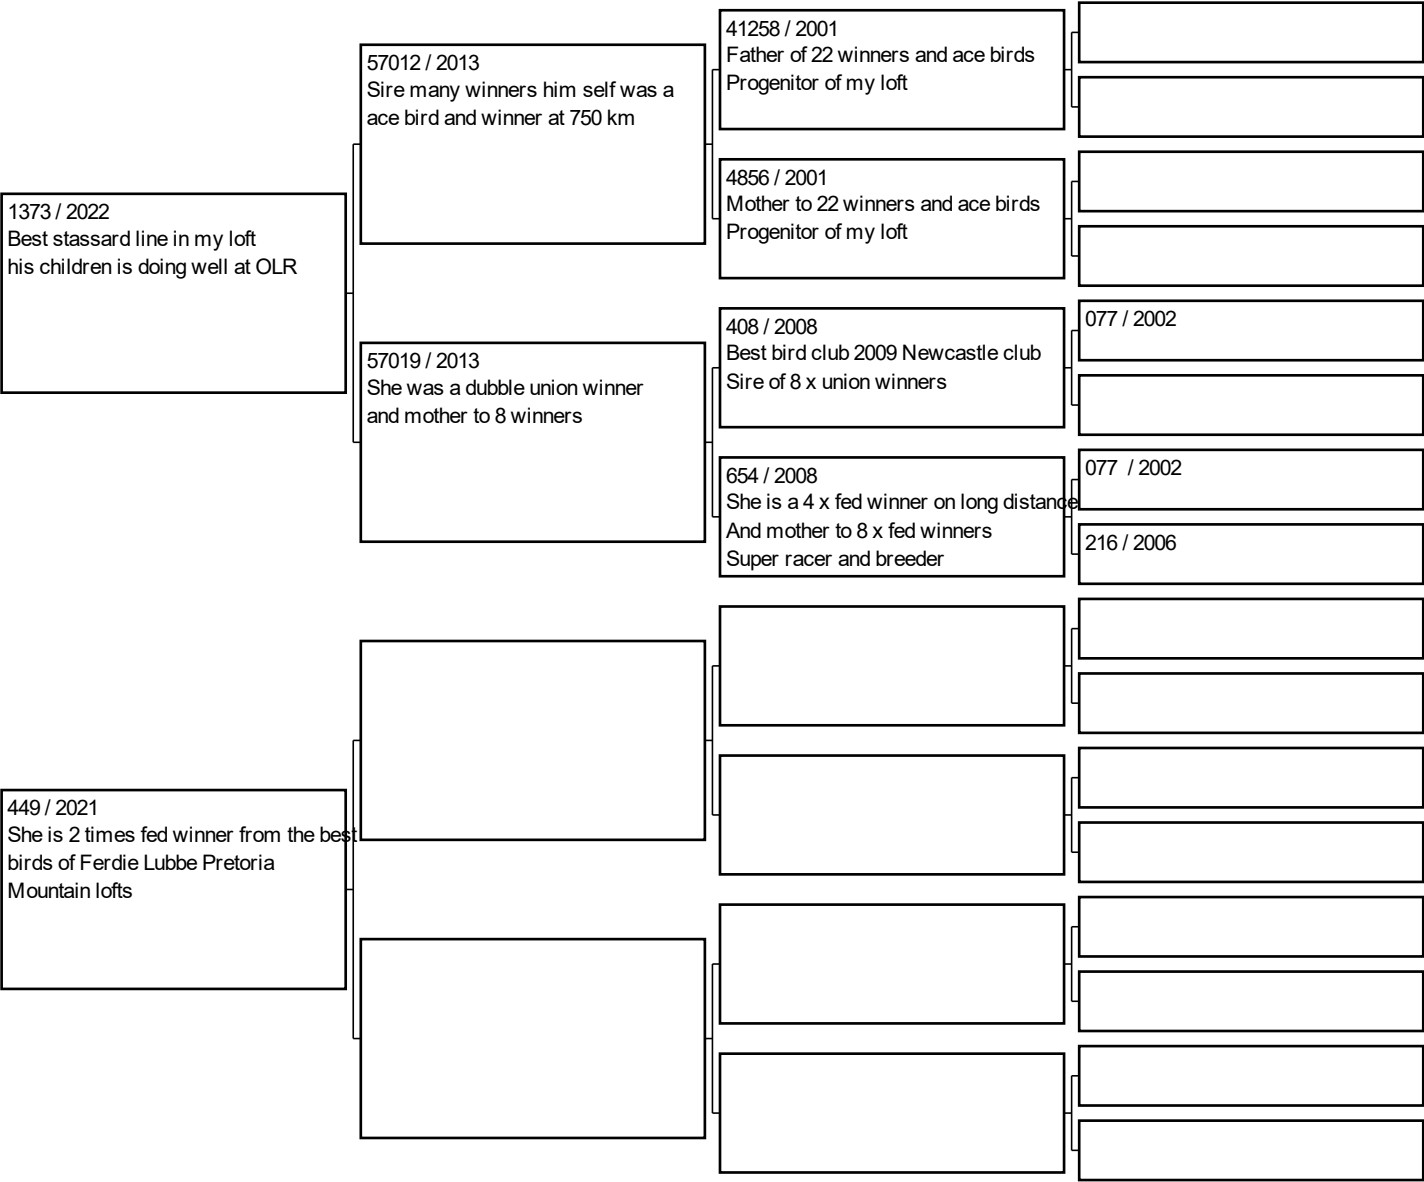 1373 / 2022
Best stassard line in my loft
his children is doing well at OLR
449 / 2021
She is 2 times fed winner from the best
birds of Ferdie Lubbe Pretoria
Mountain lofts
57012 / 2013
Sire many winners him self was a
ace bird and winner at 750 km
57019 / 2013
She was a dubble union winner
and mother to 8 winners
41258 / 2001
Father of 22 winners and ace birds
Progenitor of my loft
4856 / 2001
Mother to 22 winners and ace birds
Progenitor of my loft
408 / 2008
Best bird club 2009 Newcastle club
Sire of 8 x union winners
654 / 2008
She is a 4 x fed winner on long distance
And mother to 8 x fed winners
Super racer and breeder
077 / 2002
077  / 2002
216 / 2006